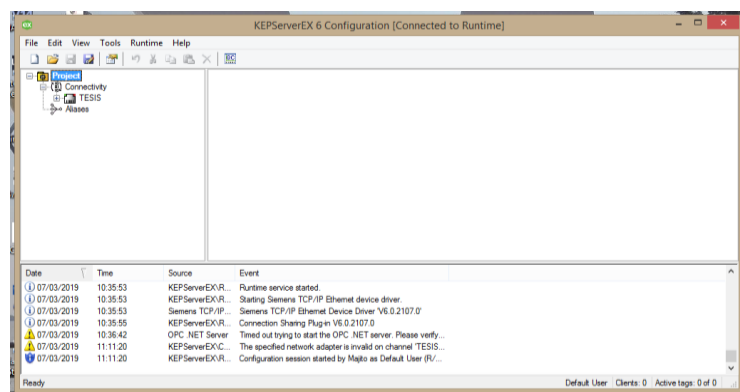 KEPServerEX 6 Configuration [Connected to Runtime]
File Edit View Tools Runtime Help
Project
Connectivity
TESIS
Aliases
Date Time Source Event
07/03/2019 10:35:53 KEPServerEX\R... Runtime service started.
07/03/2019 10:35:53 KEPServerEX\R... Starting Siemens TCP/IP Ethernet device driver.
07/03/2019 10:35:53 Siemens TCP/IP... Siemens TCP/IP Ethernet Device Driver 'V6.0.2107.0'
07/03/2019 10:35:55 KEPServerEX\R... Connection Sharing Plug-in V6.0.2107.0
07/03/2019 10:36:42 OPC .NET Server Timed out trying to start the OPC .NET server. Please verify...
07/03/2019 11:11:20 KEPServerEX\C... The specified network adapter is invalid on channel 'TESIS...
07/03/2019 11:11:20 KEPServerEX\R... Configuration session started by Majito as Default User (R/...
Ready Default User Clients: 0 Active tags: 0 of 0